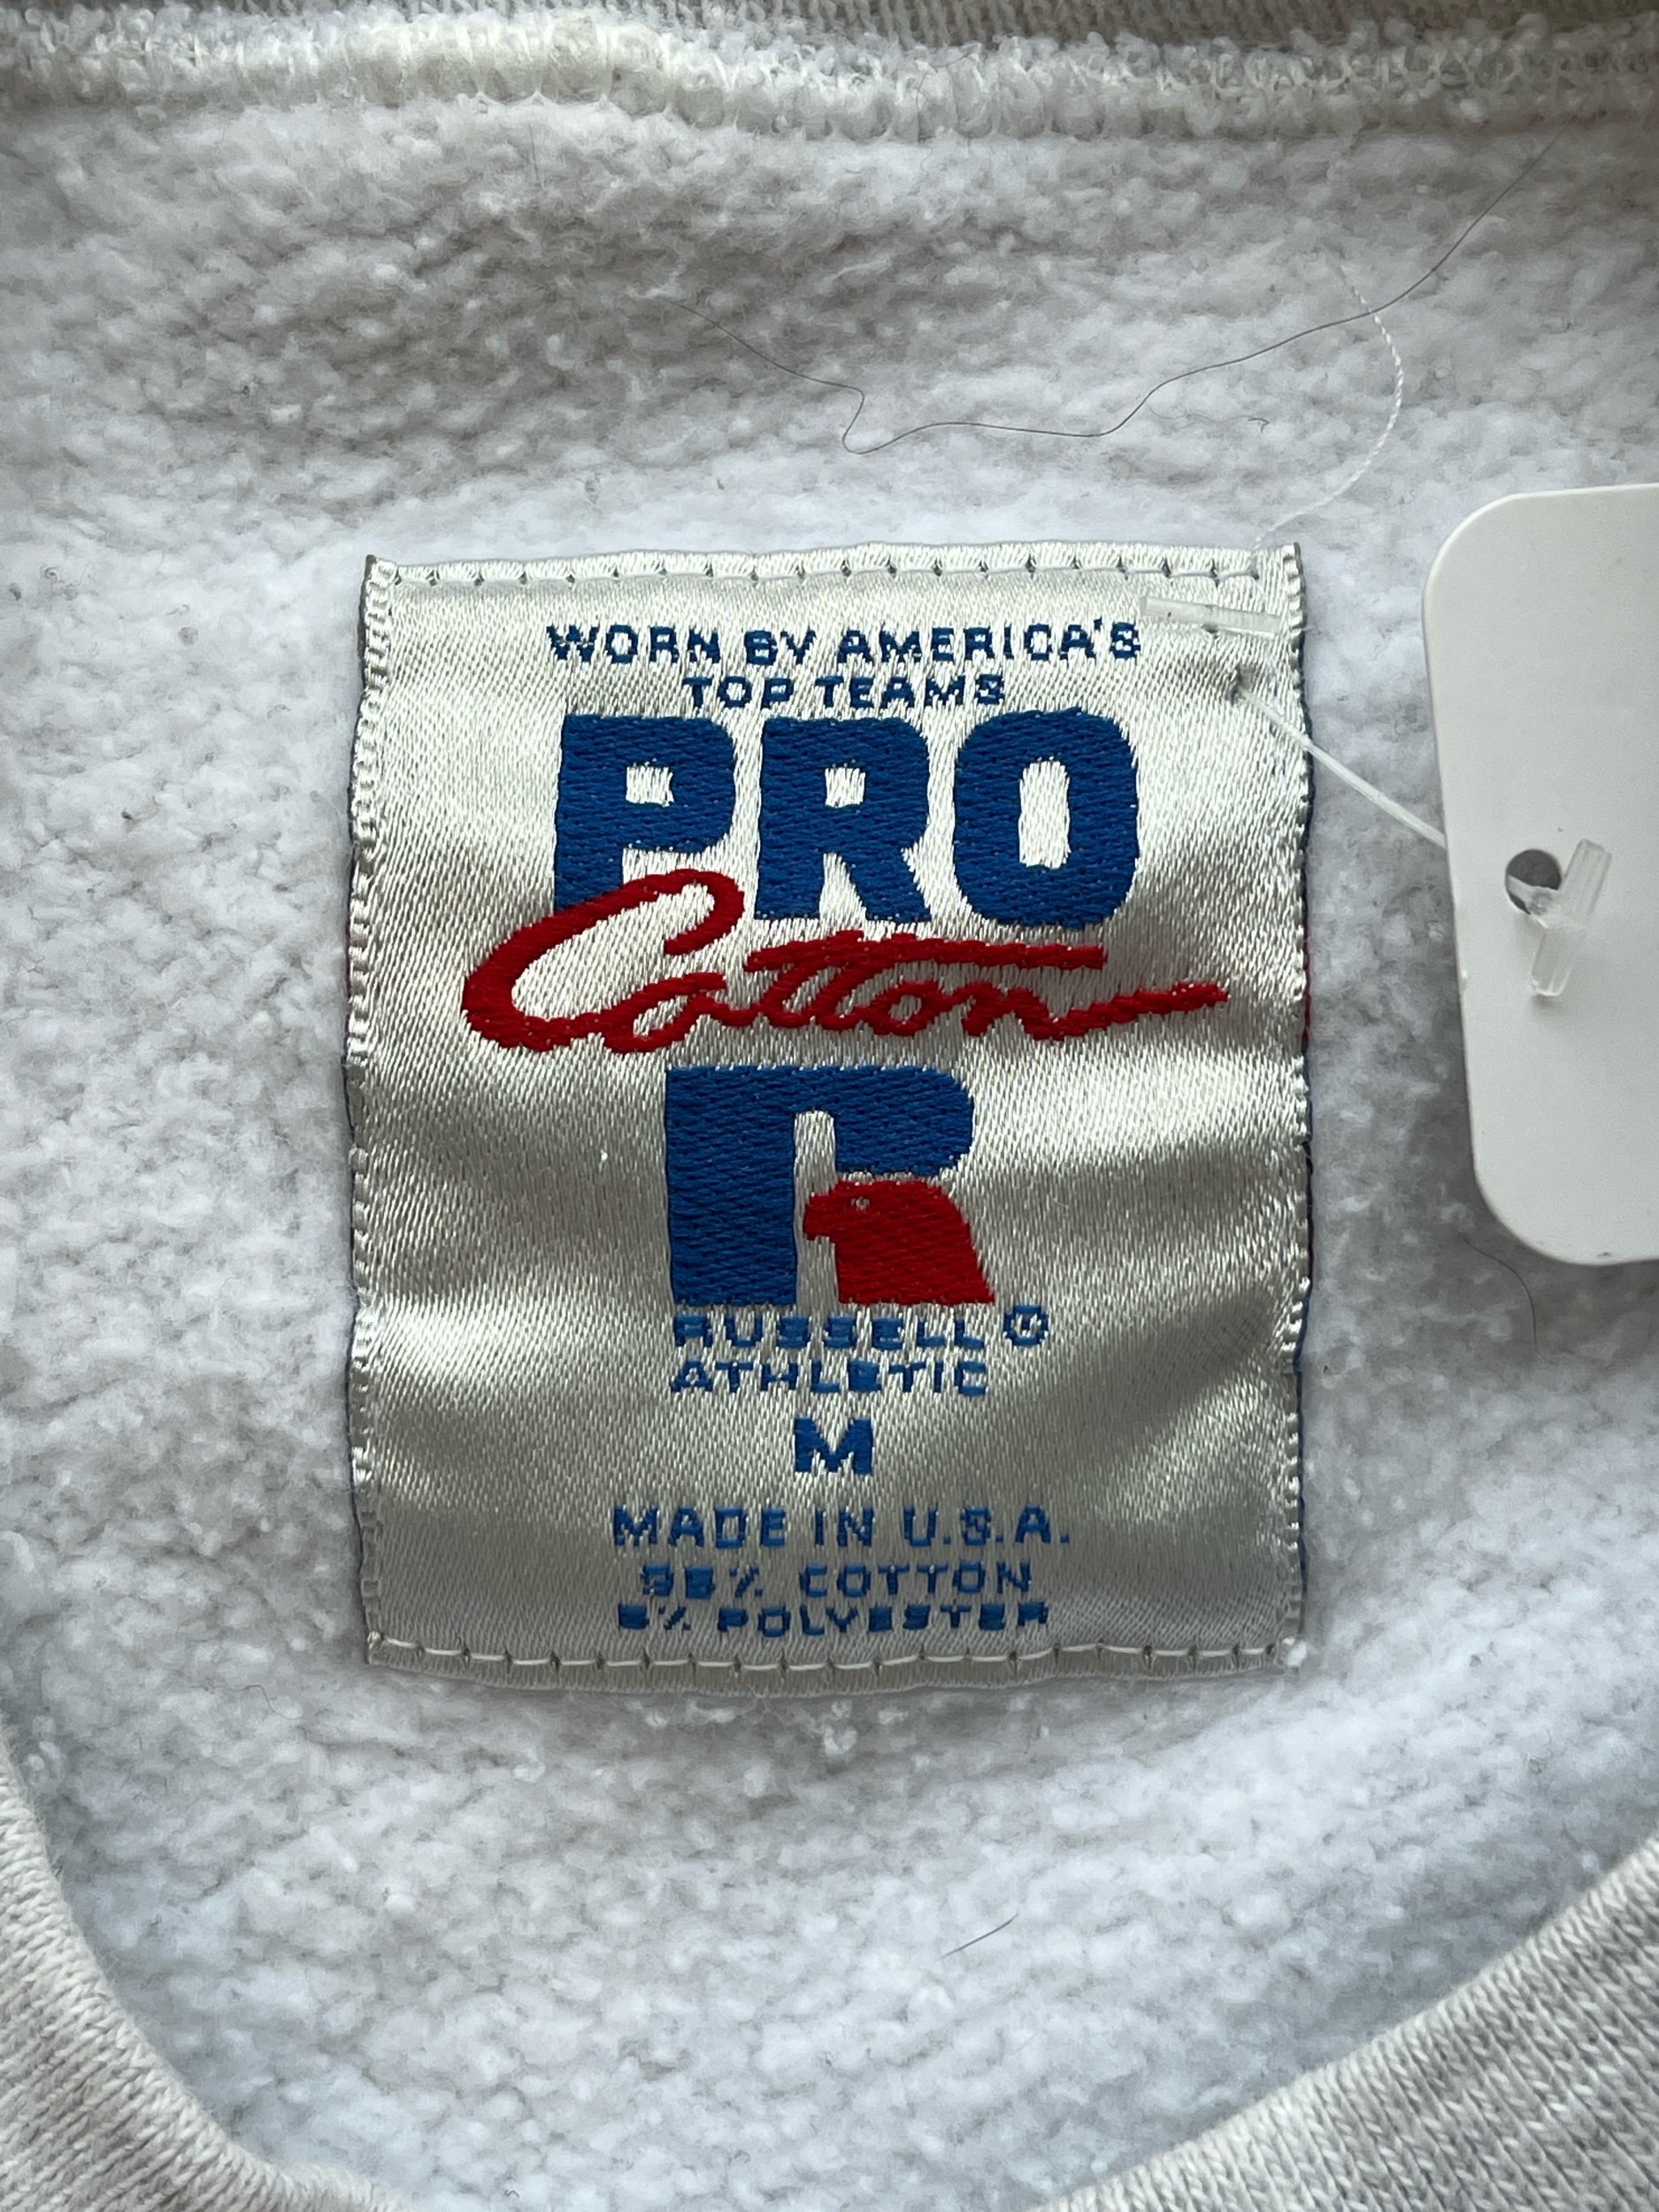 WORN BY AMERICA'S
TOP TEAMS
PRO
Cotton
R
RUSSELL ®
ATHLETIC
M
MADE IN U.S.A.
95% COTTON
5% POLYESTER